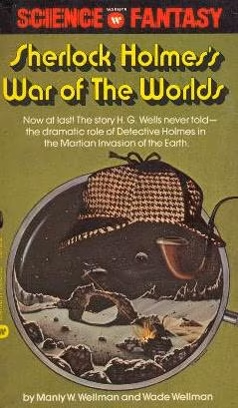 SCIENCE W FANTASY
Sherlock Holmes's
War of The Worlds
Now at last! The story H. G. Wells never told—
the dramatic role of Detective Holmes in
the Martian Invasion of the Earth.
by Manly W. Wellman and Wade Wellman